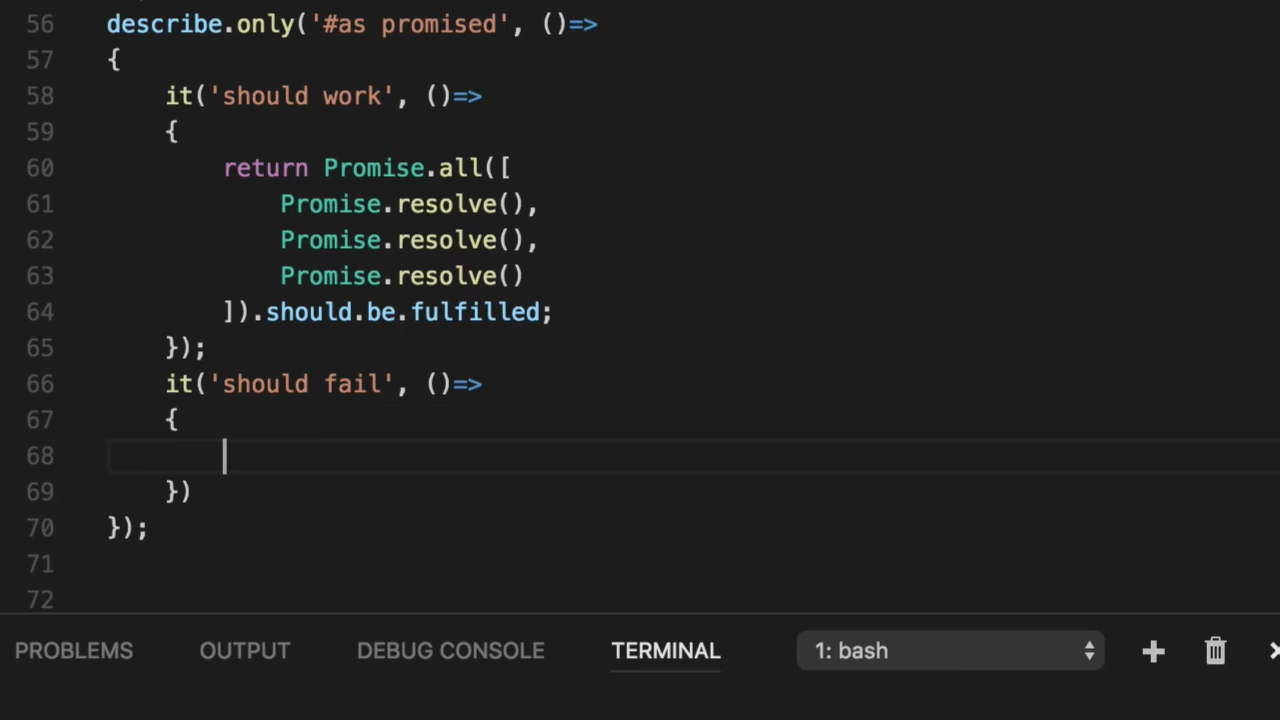 56 describe.only('#as promised', ()=>
57 {
58 it('should work', ()=>
59 {
60 return Promise.all([
61 Promise.resolve(),
62 Promise.resolve(),
63 Promise.resolve()
64 ]).should.be.fulfilled;
65 });
66 it('should fail', ()=>
67 {
68
69 })
70 });
71
72
PROBLEMS OUTPUT DEBUG CONSOLE TERMINAL 1: bash